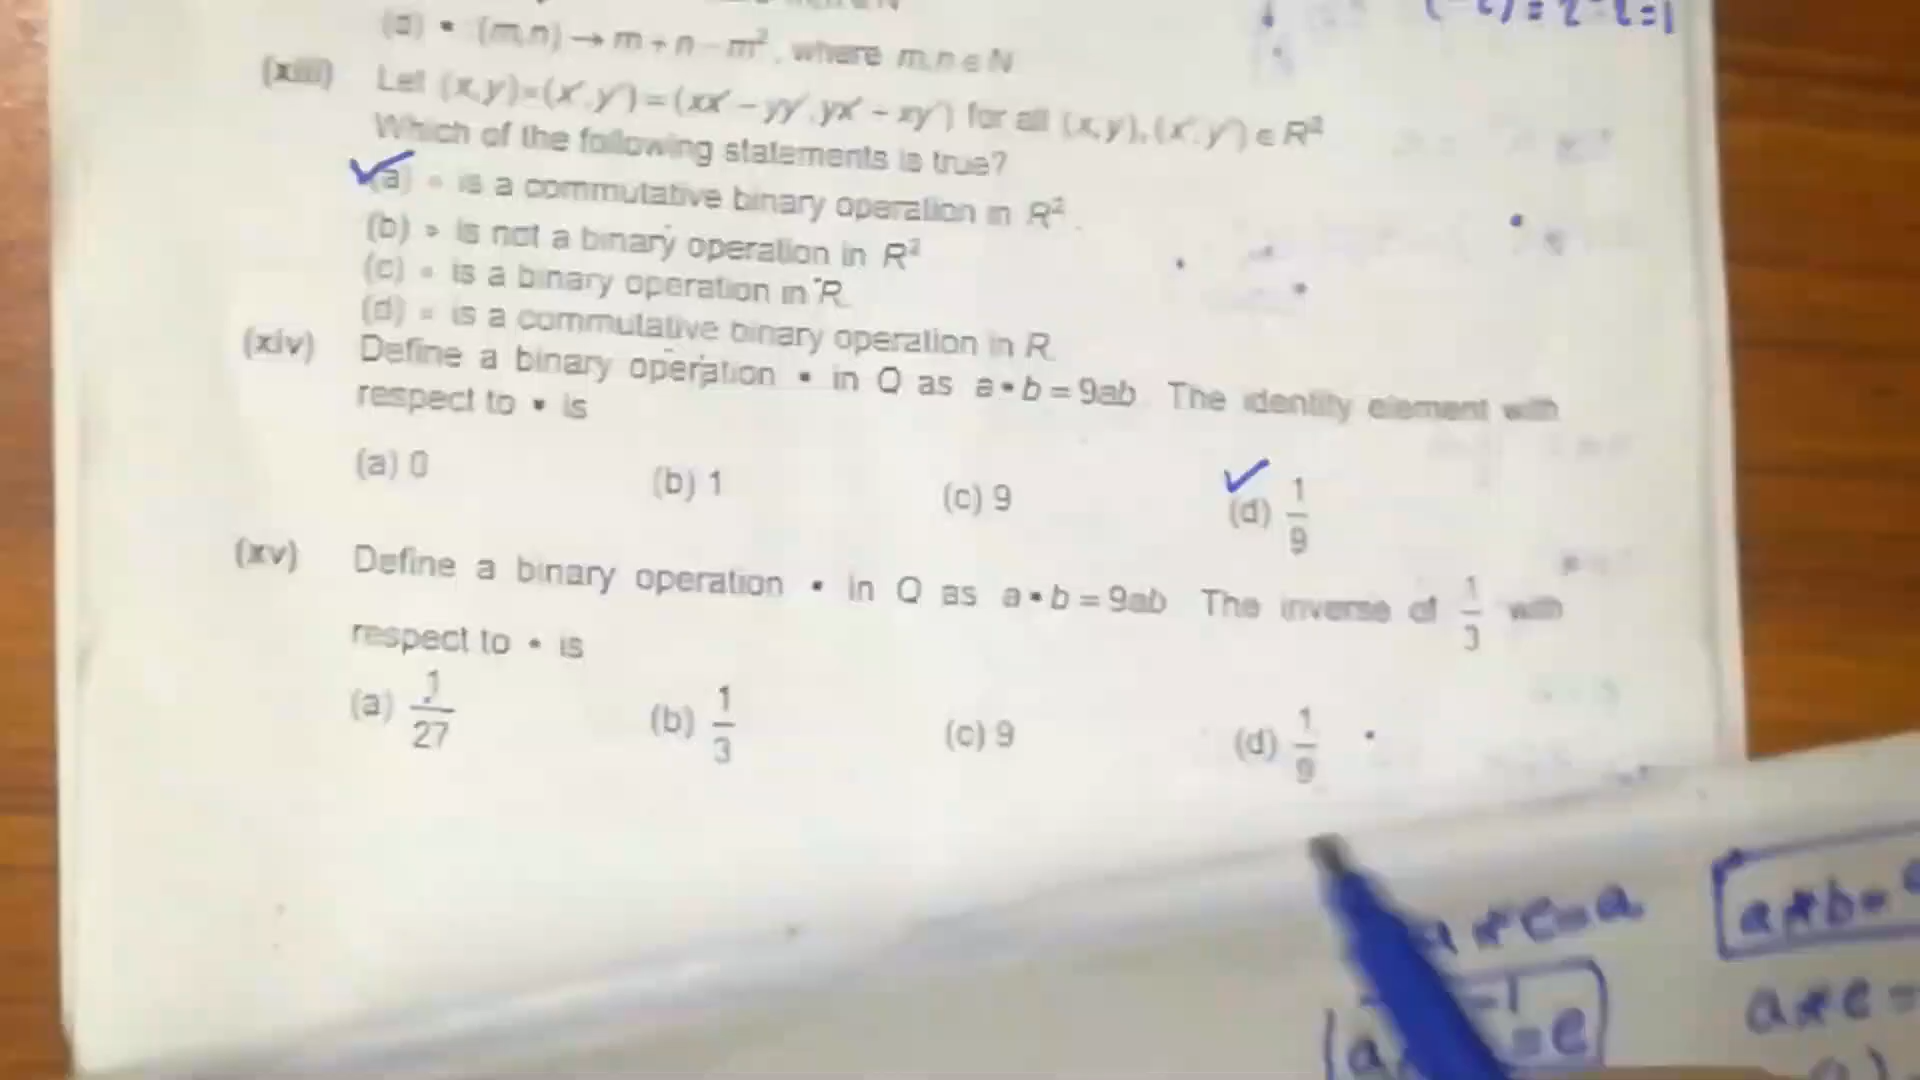 (d) • (m,n) → m + n - m², where m,n ∈ N
(xiii) Let (x,y)∗(x',y') = (xx' – yy', yx' – xy') for all (x,y), (x',y') ∈ R²
Which of the following statements is true?
(a) ∗ is a commutative binary operation in R².
(b) ∗ is not a binary operation in R²
(c) ∗ is a binary operation in R.
(d) ∗ is a commutative binary operation in R.
(xiv) Define a binary operation • in Q as a•b = 9ab The identity element with
respect to • is
(a) 0 (b) 1 (c) 9 (d) 1/9
(xv) Define a binary operation • in Q as a•b = 9ab The inverse of 1/3 with
respect to • is
(a) 1/27 (b) 1/3 (c) 9 (d) 1/9
a*e=a
a*b=
=e
a*e=